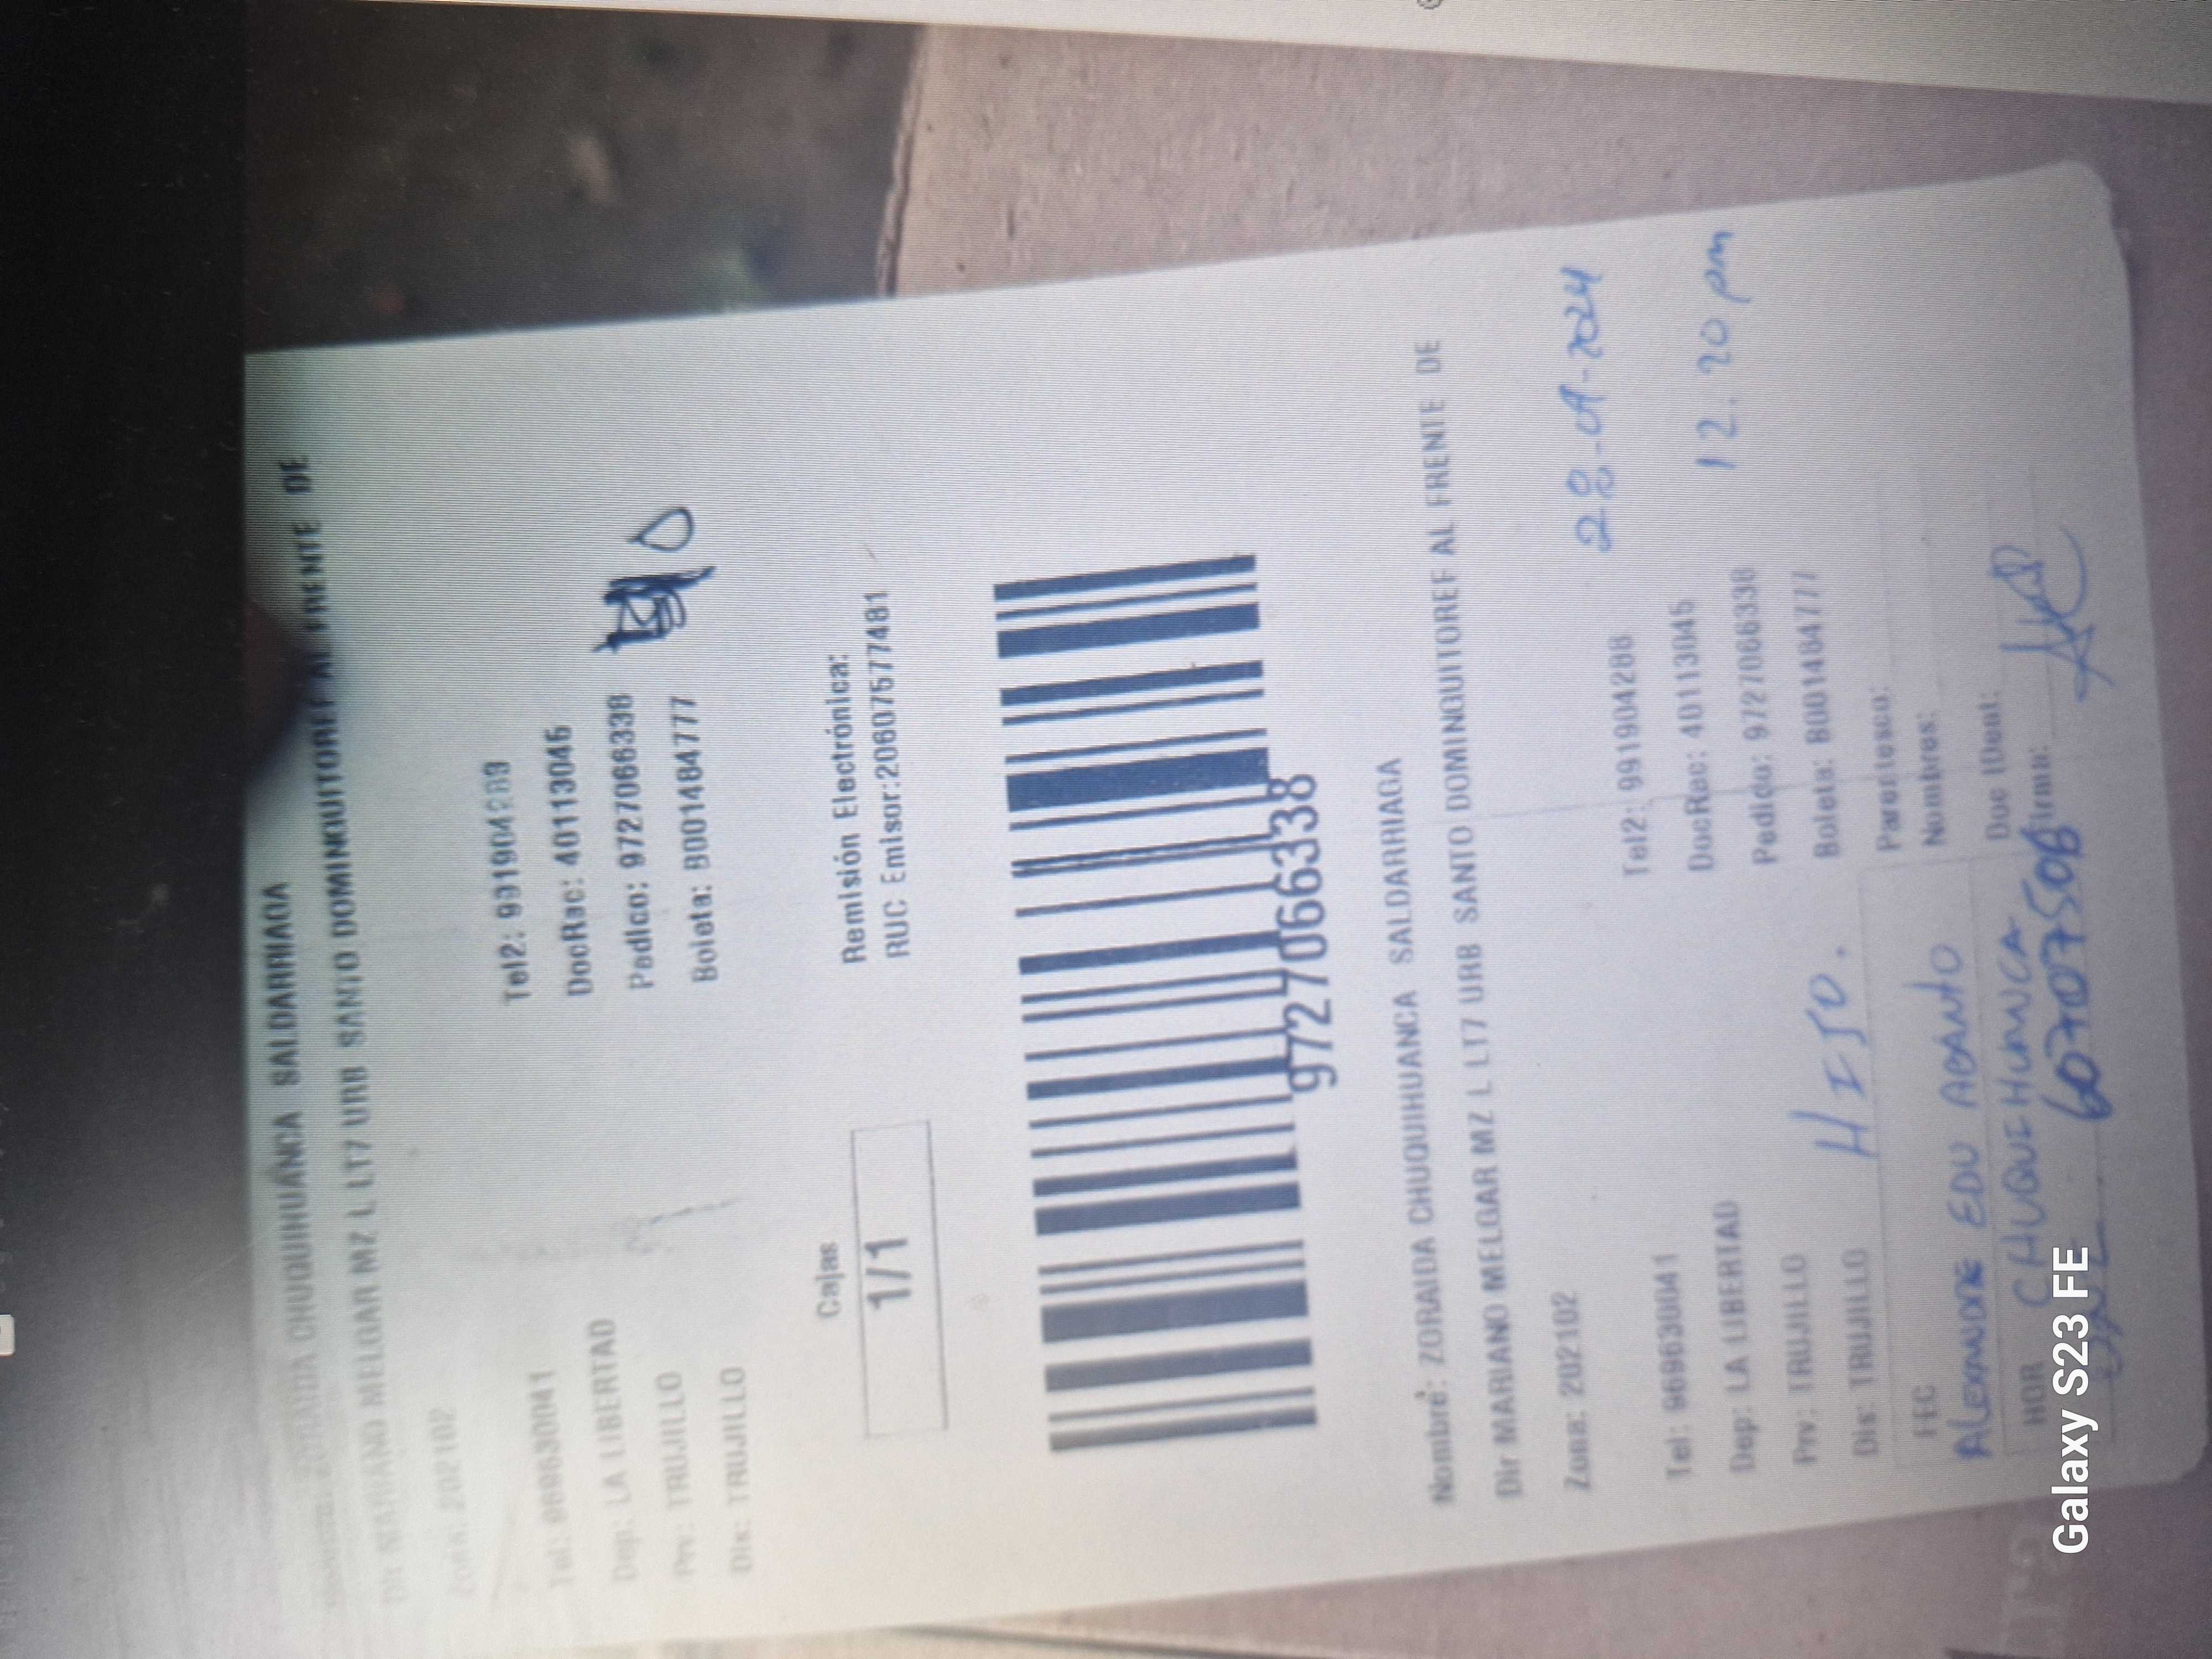 CHUQUIHUANCA SALDARRIAGA
Dir MARIANO MELGAR MZ L LT7 URB SANTO DOMINGUITOREF AL FRENTE DE
Zona: 202102
Tel: 969630041
Tel2: 991904288
Dep: LA LIBERTAD
DocRac: 40113045
Prv: TRUJILLO
Pedido: 9727066338
Dis: TRUJILLO
Boleta: B001484777
Cajas
1/1
Remisión Electrónica:
RUC Emisor:20607577481
9727066338
Nombre: ZORAIDA CHUQUIHUANCA SALDARRIAGA
Dir MARIANO MELGAR MZ L LT7 URB SANTO DOMINGUITOREF AL FRENTE DE
Zona: 202102
28-09-2024
Tel: 969630041
Tel2: 991904288
Dep: LA LIBERTAD
DocRac: 40113045
12.20 pm
Prv: TRUJILLO
Pedido: 9727066338
Dis: TRUJILLO
HIJO.
Boleta: B001484777
FEC
Parentesco:
ALEXANDRE EDU ABANTO
Nombres:
HOR
CHUQUIHUANCA
Doc IDent:
60710750
Firma:
Galaxy S23 FE